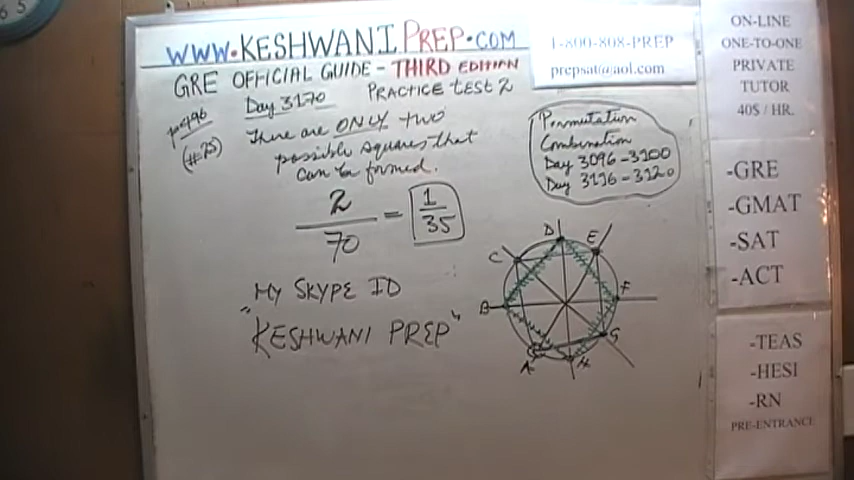 6 5
WWW.KESHWANIPREP.COM
GRE OFFICIAL GUIDE - THIRD EDITION
Day 3170 PRACTICE TEST 2
(#25)
There are ONLY two
possible squares that
can be formed.
2/70 = 1/35
MY SKYPE ID
"KESHWANI PREP"
1-800-808-PREP
prepsat@aol.com
Permutation
Combination
Day 3096-3100
Day 3116-3120
D
E
C
F
B
G
A
H
ON-LINE
ONE-TO-ONE
PRIVATE
TUTOR
40$ / HR.
-GRE
-GMAT
-SAT
-ACT
-TEAS
-HESI
-RN
PRE-ENTRANCE